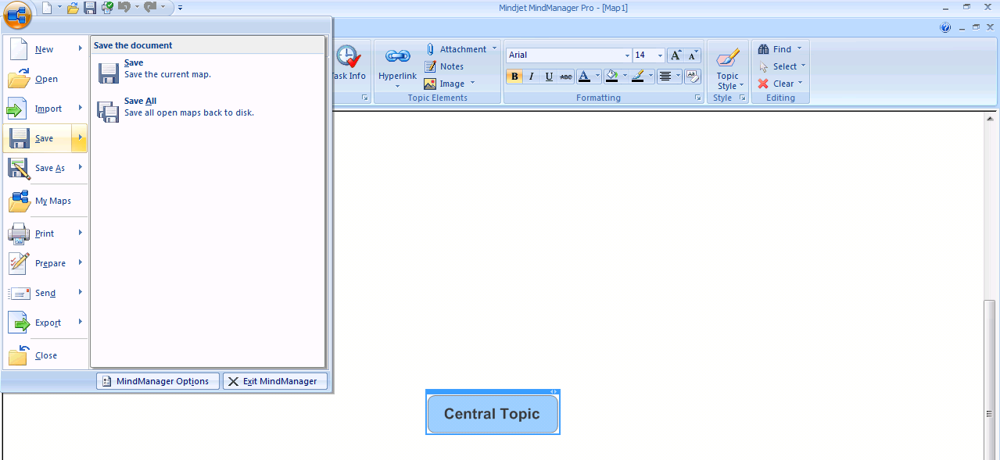 Mindjet MindManager Pro - [Map1]
New
Open
Import
Save
Save As
My Maps
Print
Prepare
Send
Export
Close
Save the document
Save
Save the current map.
Save All
Save all open maps back to disk.
MindManager Options
Exit MindManager
Task Info
Hyperlink
Attachment
Notes
Image
Topic Elements
Arial
14
A A
B I U ABC A
Formatting
Topic
Style
Style
Find
Select
Clear
Editing
Central Topic